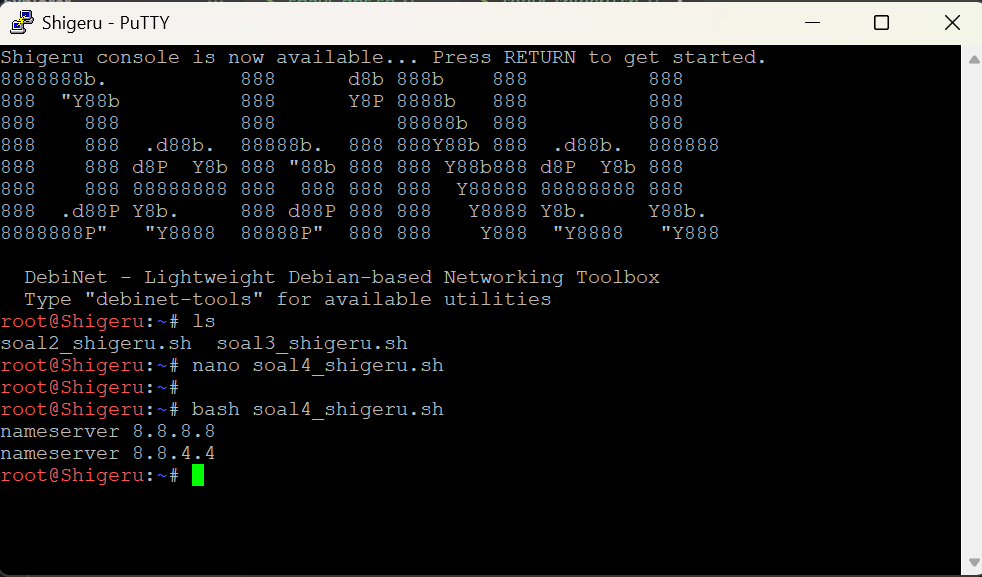 Shigeru - PuTTY
Shigeru console is now available... Press RETURN to get started.
8888888b.            888      d8b 888b    888          888
888  "Y88b           888      Y8P 8888b   888          888
888    888           888          88888b  888          888
888    888  .d88b.  88888b.  888 888Y88b 888  .d88b.  888888
888    888 d8P  Y8b 888 "88b 888 888 Y88b888 d8P  Y8b 888
888    888 88888888 888  888 888 888  Y88888 88888888 888
888  .d88P Y8b.     888 d88P 888 888   Y8888 Y8b.     Y88b.
8888888P"   "Y8888  88888P"  888 888    Y888  "Y8888   "Y888
DebiNet - Lightweight Debian-based Networking Toolbox
Type "debinet-tools" for available utilities
root@Shigeru:~# ls
soal2_shigeru.sh  soal3_shigeru.sh
root@Shigeru:~# nano soal4_shigeru.sh
root@Shigeru:~#
root@Shigeru:~# bash soal4_shigeru.sh
nameserver 8.8.8.8
nameserver 8.8.4.4
root@Shigeru:~#